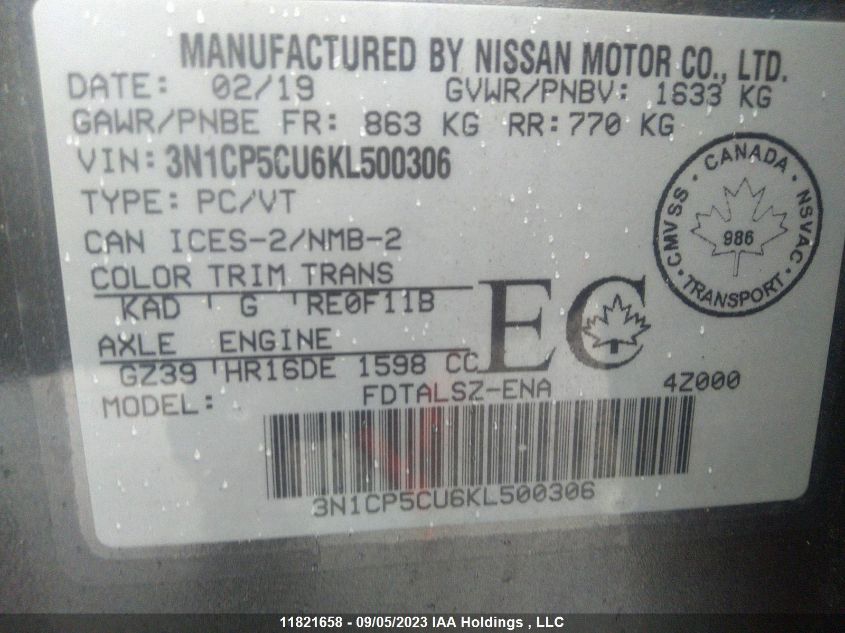 MANUFACTURED BY NISSAN MOTOR CO., LTD.
DATE: 02/19 GVWR/PNBV: 1633 KG
GAWR/PNBE FR: 863 KG RR: 770 KG
VIN: 3N1CP5CU6KL500306
TYPE: PC/VT
CAN ICES-2/NMB-2
CANADA
CMVSS
NSVAC
986
TRANSPORT
COLOR TRIM TRANS
KAD G RE0F11B
AXLE ENGINE
GZ39 HR16DE 1598 CC
EC
MODEL: FDTALSZ-ENA 4Z000
3N1CP5CU6KL500306
11821658 - 09/05/2023 IAA Holdings , LLC